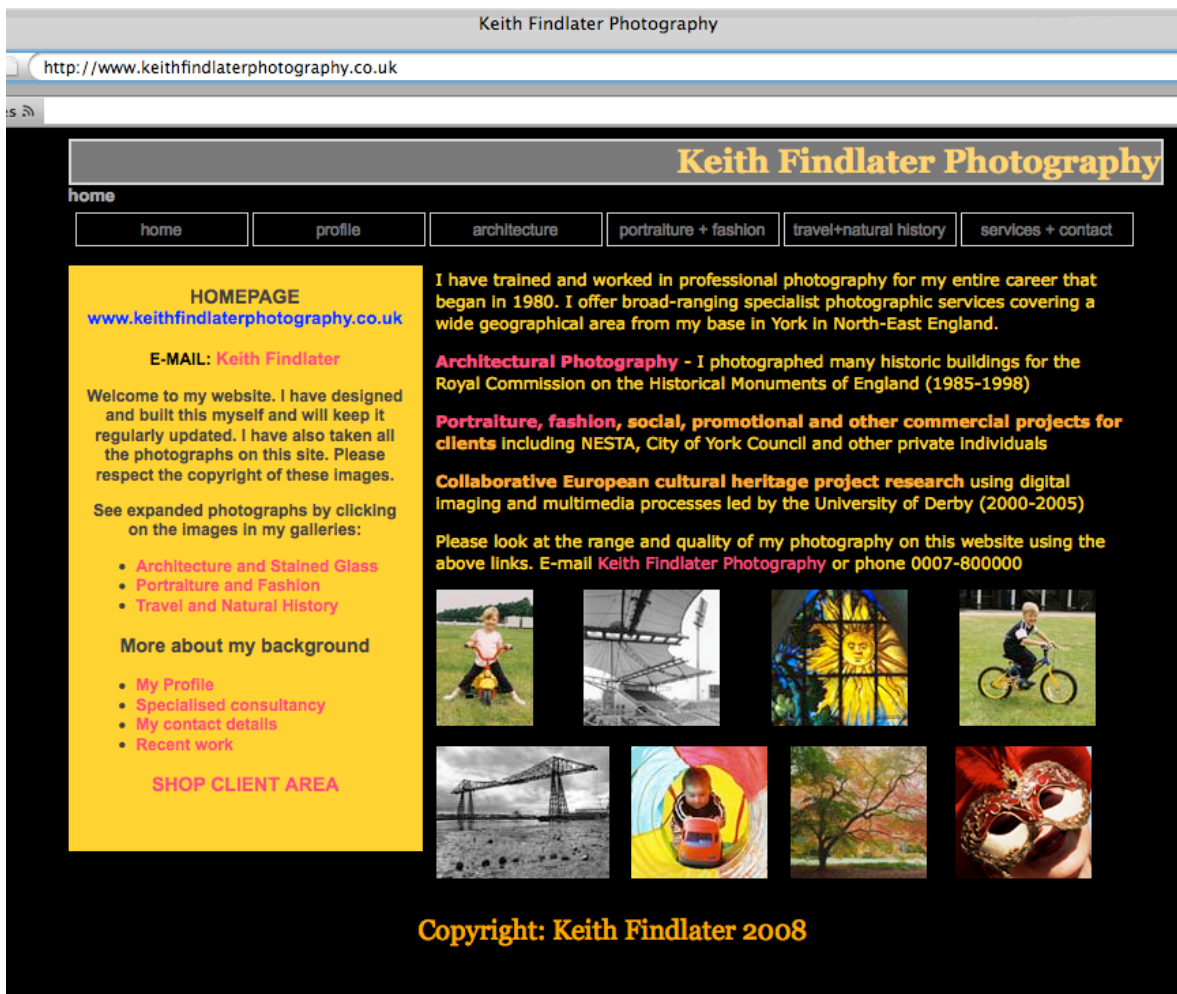 Keith Findlater Photography
http://www.keithfindlaterphotography.co.uk
es
Keith Findlater Photography
home
home
profile
architecture
portraiture + fashion
travel+natural history
services + contact
HOMEPAGE
www.keithfindlaterphotography.co.uk
E-MAIL: Keith Findlater
Welcome to my website. I have designed
and built this myself and will keep it
regularly updated. I have also taken all
the photographs on this site. Please
respect the copyright of these images.
See expanded photographs by clicking
on the images in my galleries:
Architecture and Stained Glass
Portraiture and Fashion
Travel and Natural History
More about my background
My Profile
Specialised consultancy
My contact details
Recent work
SHOP CLIENT AREA
I have trained and worked in professional photography for my entire career that
began in 1980. I offer broad-ranging specialist photographic services covering a
wide geographical area from my base in York in North-East England.
Architectural Photography - I photographed many historic buildings for the
Royal Commission on the Historical Monuments of England (1985-1998)
Portraiture, fashion, social, promotional and other commercial projects for
clients including NESTA, City of York Council and other private individuals
Collaborative European cultural heritage project research using digital
imaging and multimedia processes led by the University of Derby (2000-2005)
Please look at the range and quality of my photography on this website using the
above links. E-mail Keith Findlater Photography or phone 0007-800000
Copyright: Keith Findlater 2008